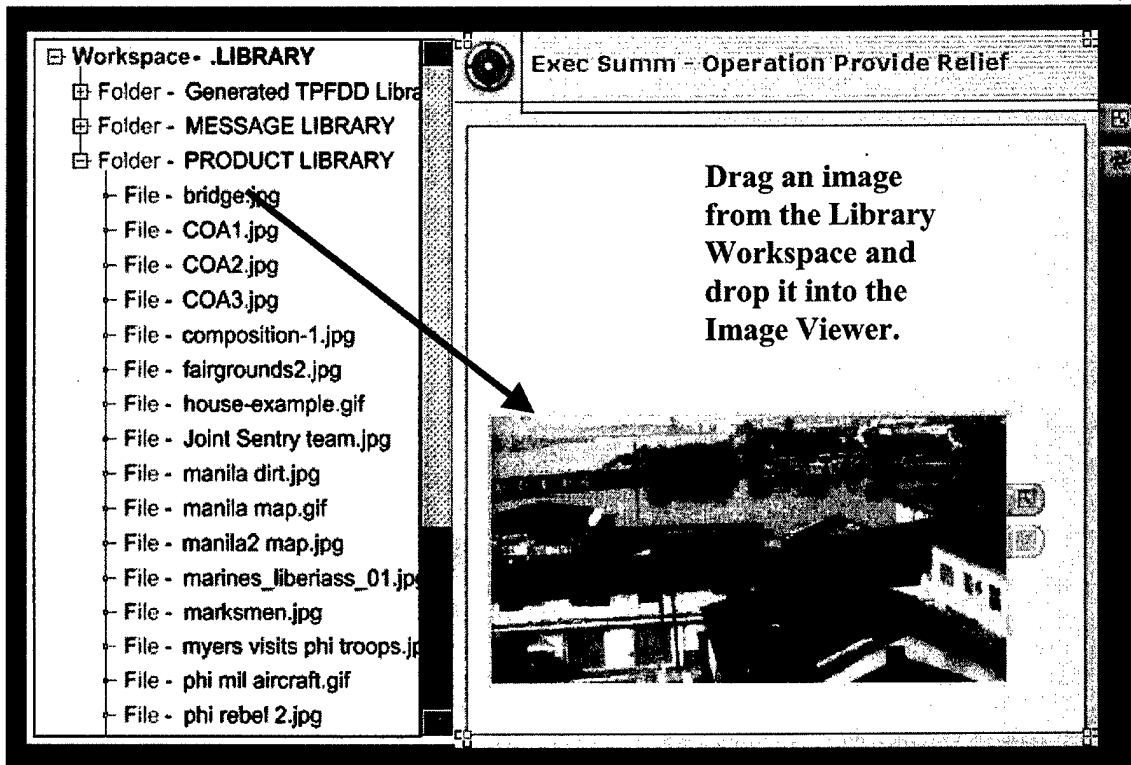 Workspace- .LIBRARY
Folder - Generated TPFDD Libra
Folder - MESSAGE LIBRARY
Folder - PRODUCT LIBRARY
File - bridge.jpg
File - COA1.jpg
File - COA2.jpg
File - COA3.jpg
File - composition-1.jpg
File - fairgrounds2.jpg
File - house-example.gif
File - Joint Sentry team.jpg
File - manila dirt.jpg
File - manila map.gif
File - manila2 map.jpg
File - marines_liberiass_01.jp
File - marksmen.jpg
File - myers visits phi troops.jp
File - phi mil aircraft.gif
File - phi rebel 2.jpg
Exec Summ - Operation Provide Relief
Drag an image
from the Library
Workspace and
drop it into the
Image Viewer.